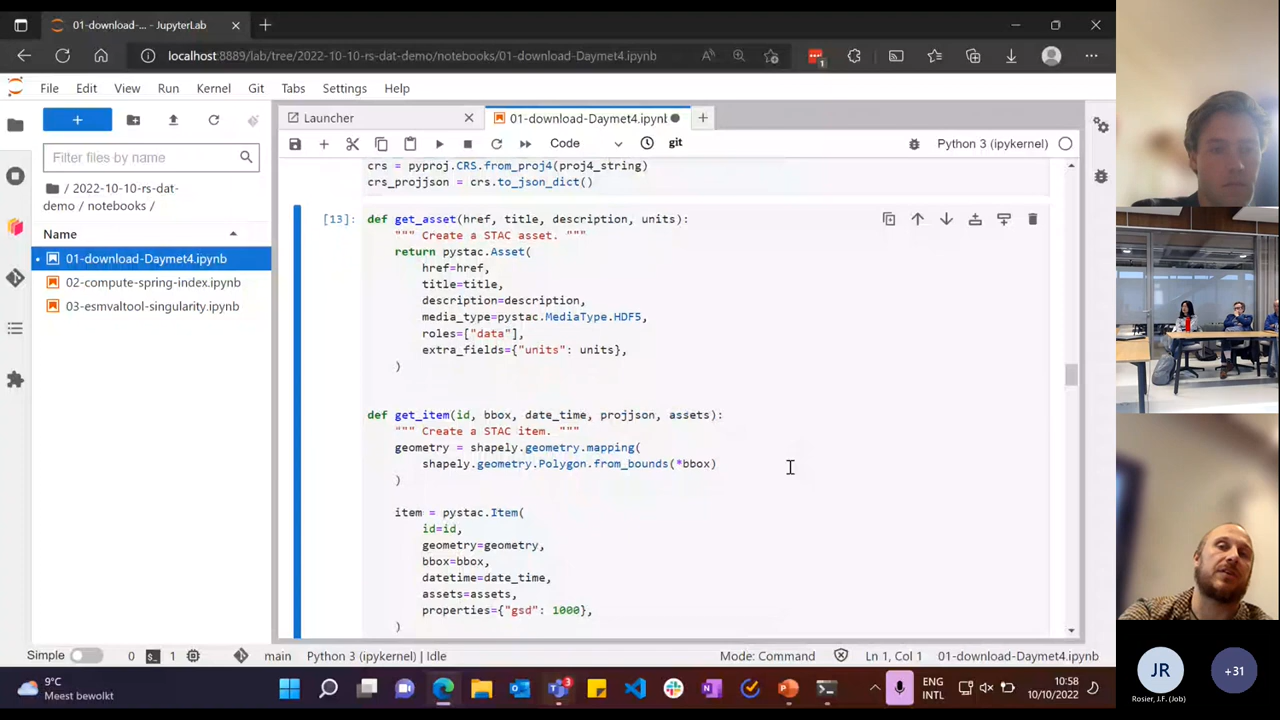 01-download-... - JupyterLab
localhost:8889/lab/tree/2022-10-10-rs-dat-demo/notebooks/01-download-Daymet4.ipynb
1
File Edit View Run Kernel Git Tabs Settings Help
Launcher
01-download-Daymet4.ipynb
Filter files by name
Code
git
Python 3 (ipykernel)
/ 2022-10-10-rs-dat-
demo / notebooks /
Name
01-download-Daymet4.ipynb
02-compute-spring-index.ipynb
03-esmvaltool-singularity.ipynb
crs = pyproj.CRS.from_proj4(proj4_string)
crs_projjson = crs.to_json_dict()
[13]: def get_asset(href, title, description, units):
""" Create a STAC asset. """
return pystac.Asset(
href=href,
title=title,
description=description,
media_type=pystac.MediaType.HDF5,
roles=["data"],
extra_fields={"units": units},
)
def get_item(id, bbox, date_time, projjson, assets):
""" Create a STAC item. """
geometry = shapely.geometry.mapping(
shapely.geometry.Polygon.from_bounds(*bbox)
)
item = pystac.Item(
id=id,
geometry=geometry,
bbox=bbox,
datetime=date_time,
assets=assets,
properties={"gsd": 1000},
)
Simple 0 1 main Python 3 (ipykernel) | Idle Mode: Command Ln 1, Col 1 01-download-Daymet4.ipynb
9°C
Meest bewolkt
3
ENG
INTL
10:58
10/10/2022
JR
+31
Rosier, J.F. (Job)